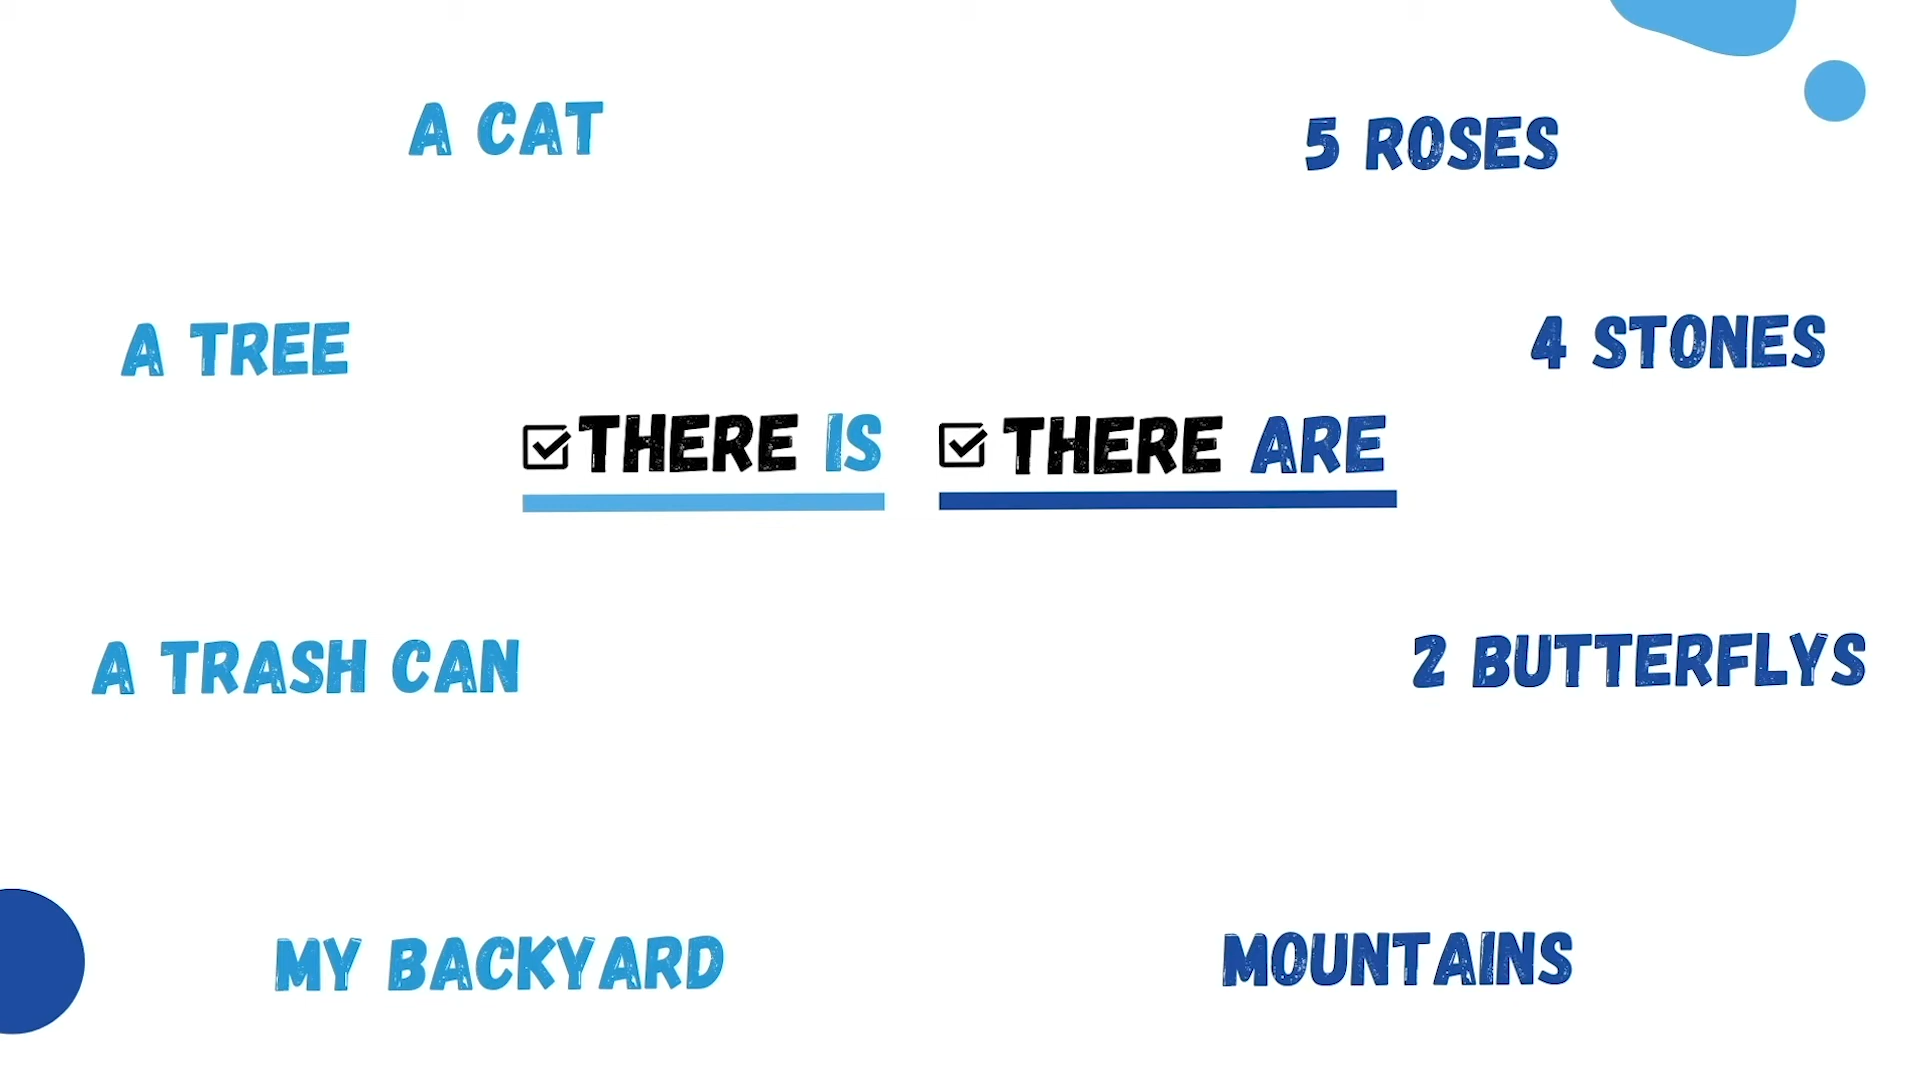 A CAT
5 ROSES
A TREE
4 STONES
THERE IS
THERE ARE
A TRASH CAN
2 BUTTERFLYS
MY BACKYARD
MOUNTAINS